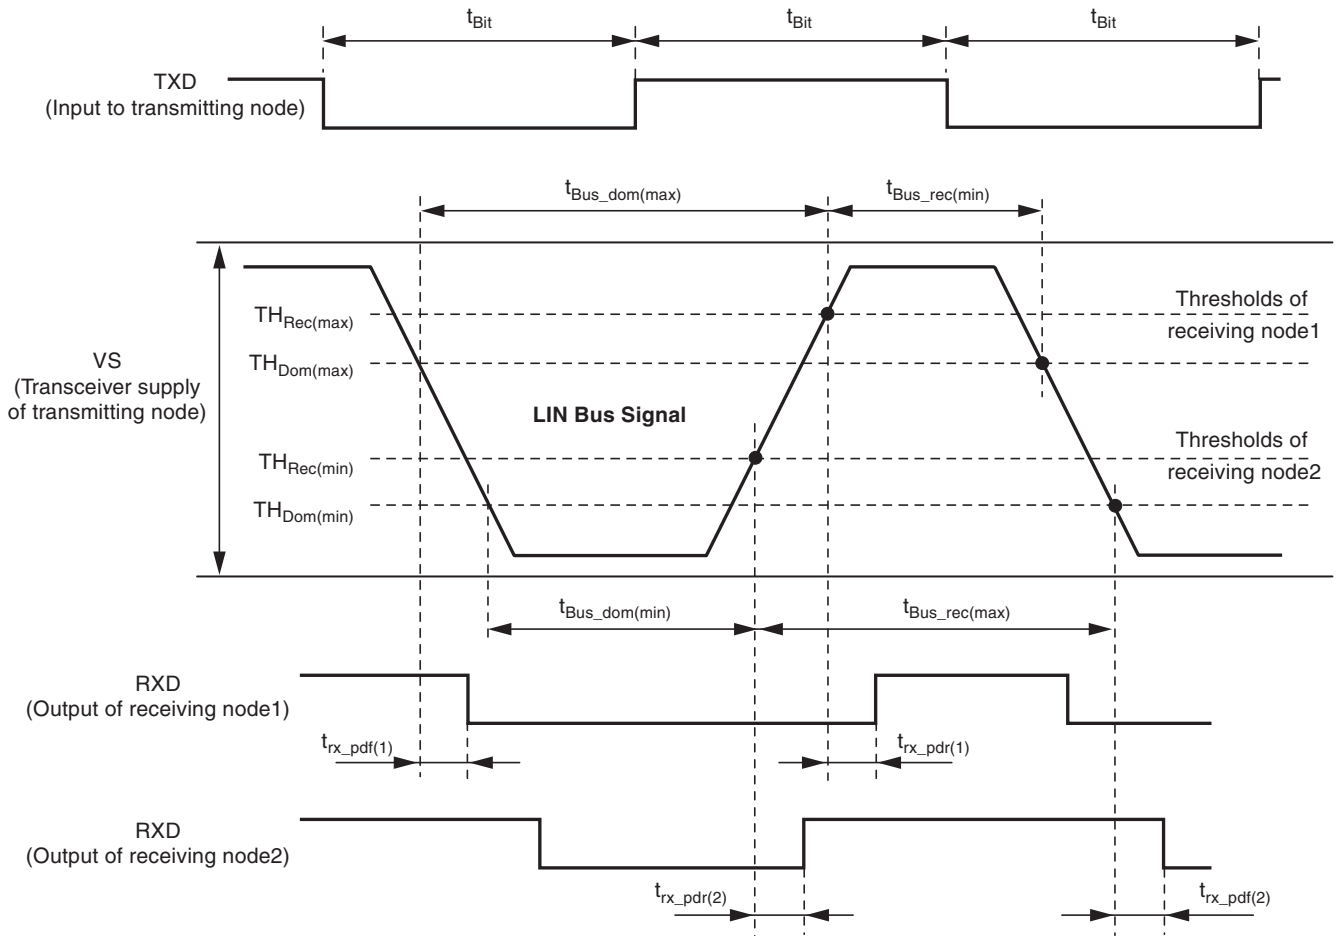 tBit
tBit
tBit
TXD
(Input to transmitting node)
tBus_dom(max)
tBus_rec(min)
THRec(max)
Thresholds of
receiving node1
THDom(max)
VS
(Transceiver supply
of transmitting node)
LIN Bus Signal
THRec(min)
Thresholds of
receiving node2
THDom(min)
tBus_dom(min)
tBus_rec(max)
RXD
(Output of receiving node1)
trx_pdf(1)
trx_pdr(1)
RXD
(Output of receiving node2)
trx_pdr(2)
trx_pdf(2)